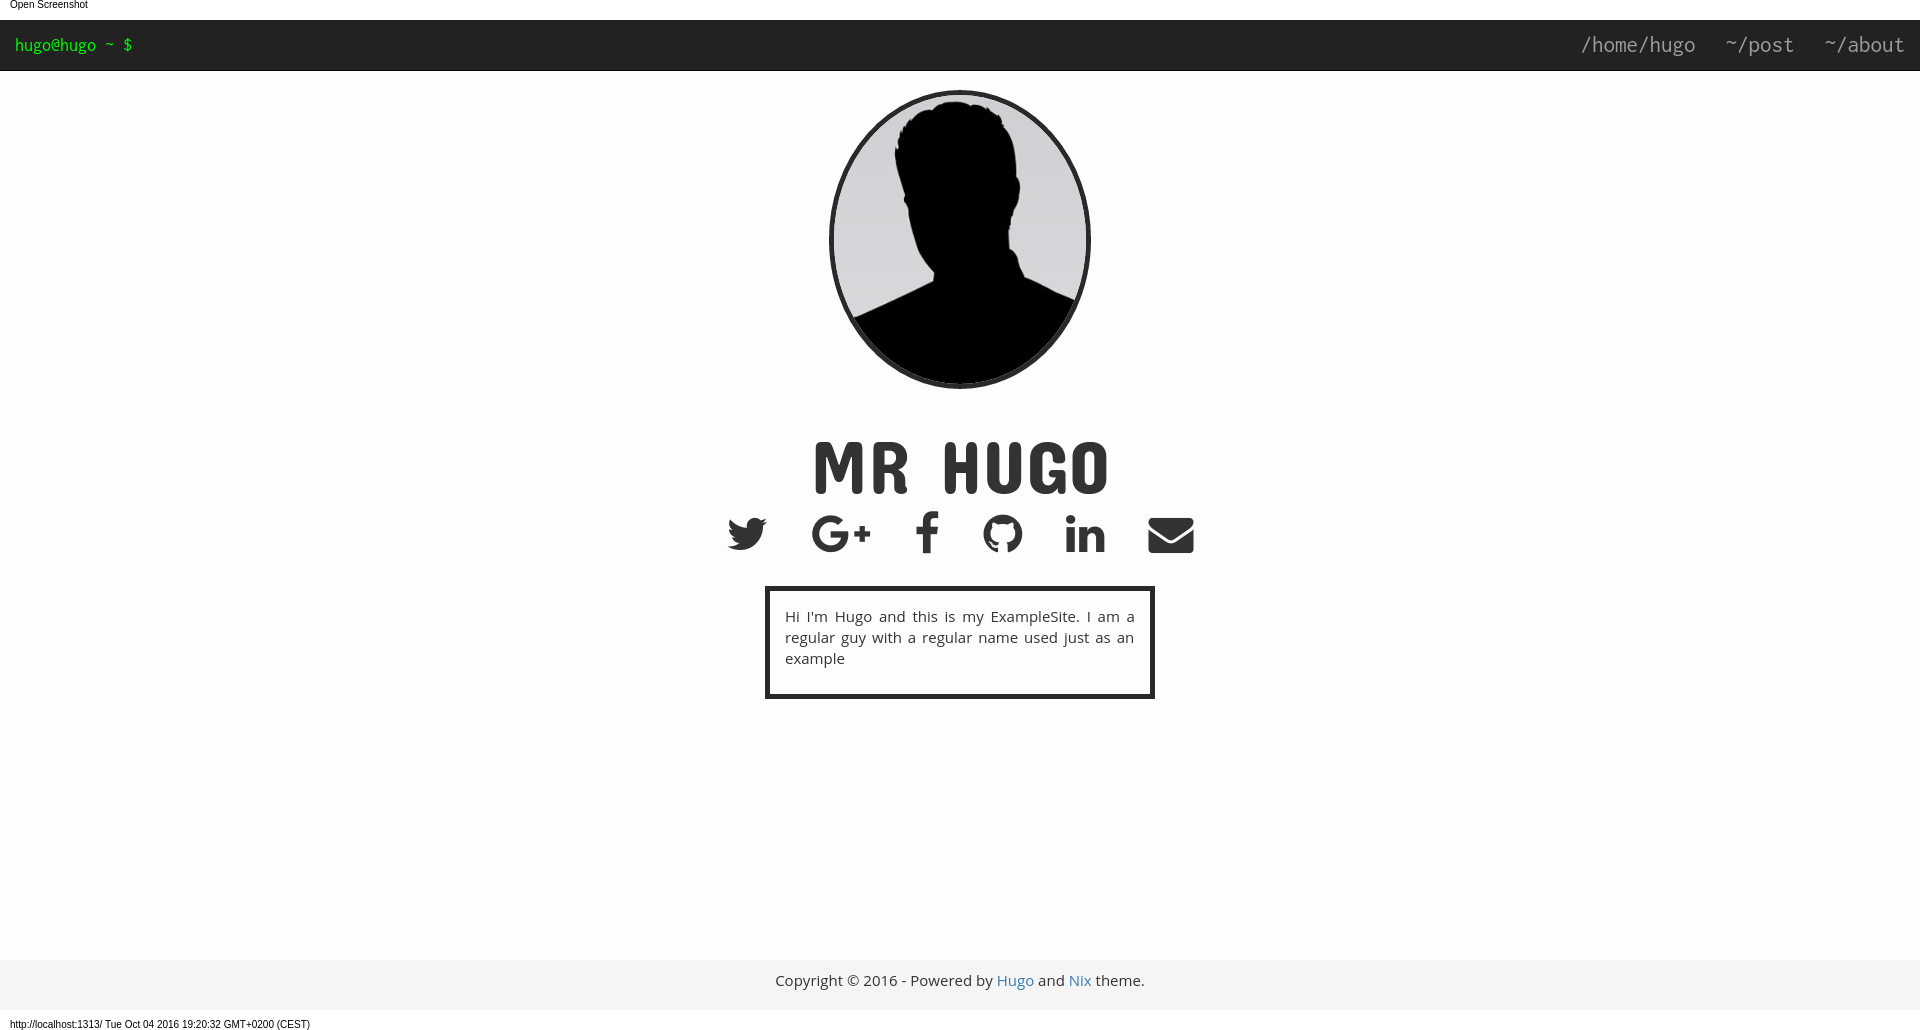 Open Screenshot
hugo@hugo ~ $
/home/hugo ~/post ~/about
MR HUGO
Hi I'm Hugo and this is my ExampleSite. I am a
regular guy with a regular name used just as an
example
Copyright © 2016 - Powered by Hugo and Nix theme.
http://localhost:1313/ Tue Oct 04 2016 19:20:32 GMT+0200 (CEST)